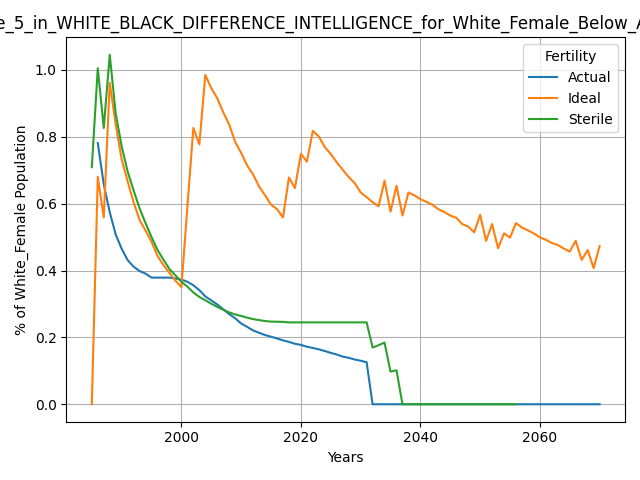 e_5_in_WHITE_BLACK_DIFFERENCE_INTELLIGENCE_for_White_Female_Below_A
Fertility
Actual
Ideal
Sterile
% of White_Female Population
1.0
0.8
0.6
0.4
0.2
0.0
2000
2020
2040
2060
Years